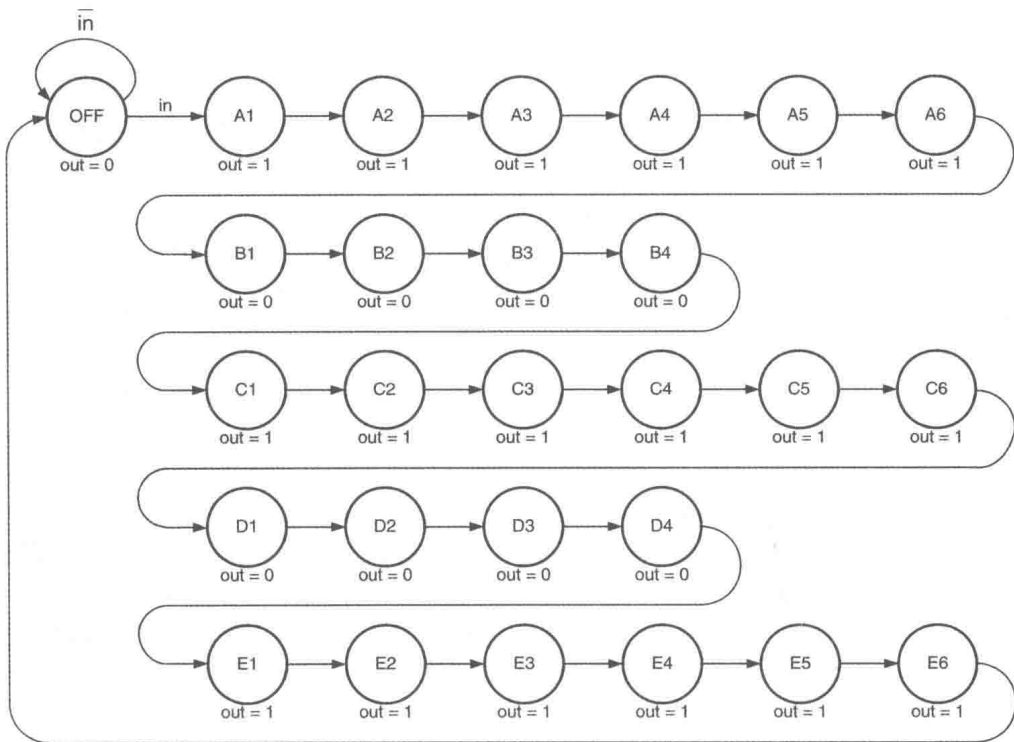 i̅n̅
OFF in A1 A2 A3 A4 A5 A6
out = 0 out = 1 out = 1 out = 1 out = 1 out = 1 out = 1
B1 B2 B3 B4
out = 0 out = 0 out = 0 out = 0
C1 C2 C3 C4 C5 C6
out = 1 out = 1 out = 1 out = 1 out = 1 out = 1
D1 D2 D3 D4
out = 0 out = 0 out = 0 out = 0
E1 E2 E3 E4 E5 E6
out = 1 out = 1 out = 1 out = 1 out = 1 out = 1